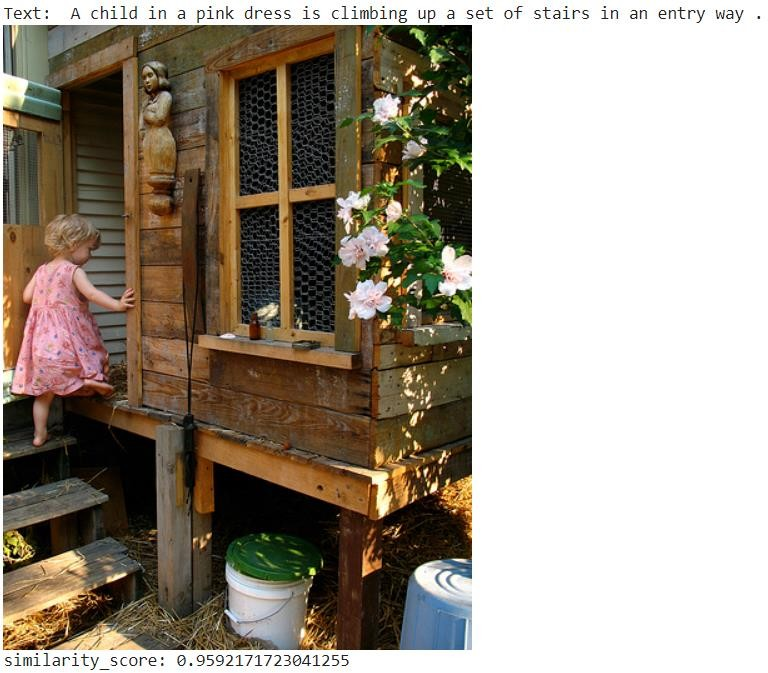 Text:  A child in a pink dress is climbing up a set of stairs in an entry way .
similarity_score: 0.9592171723041255